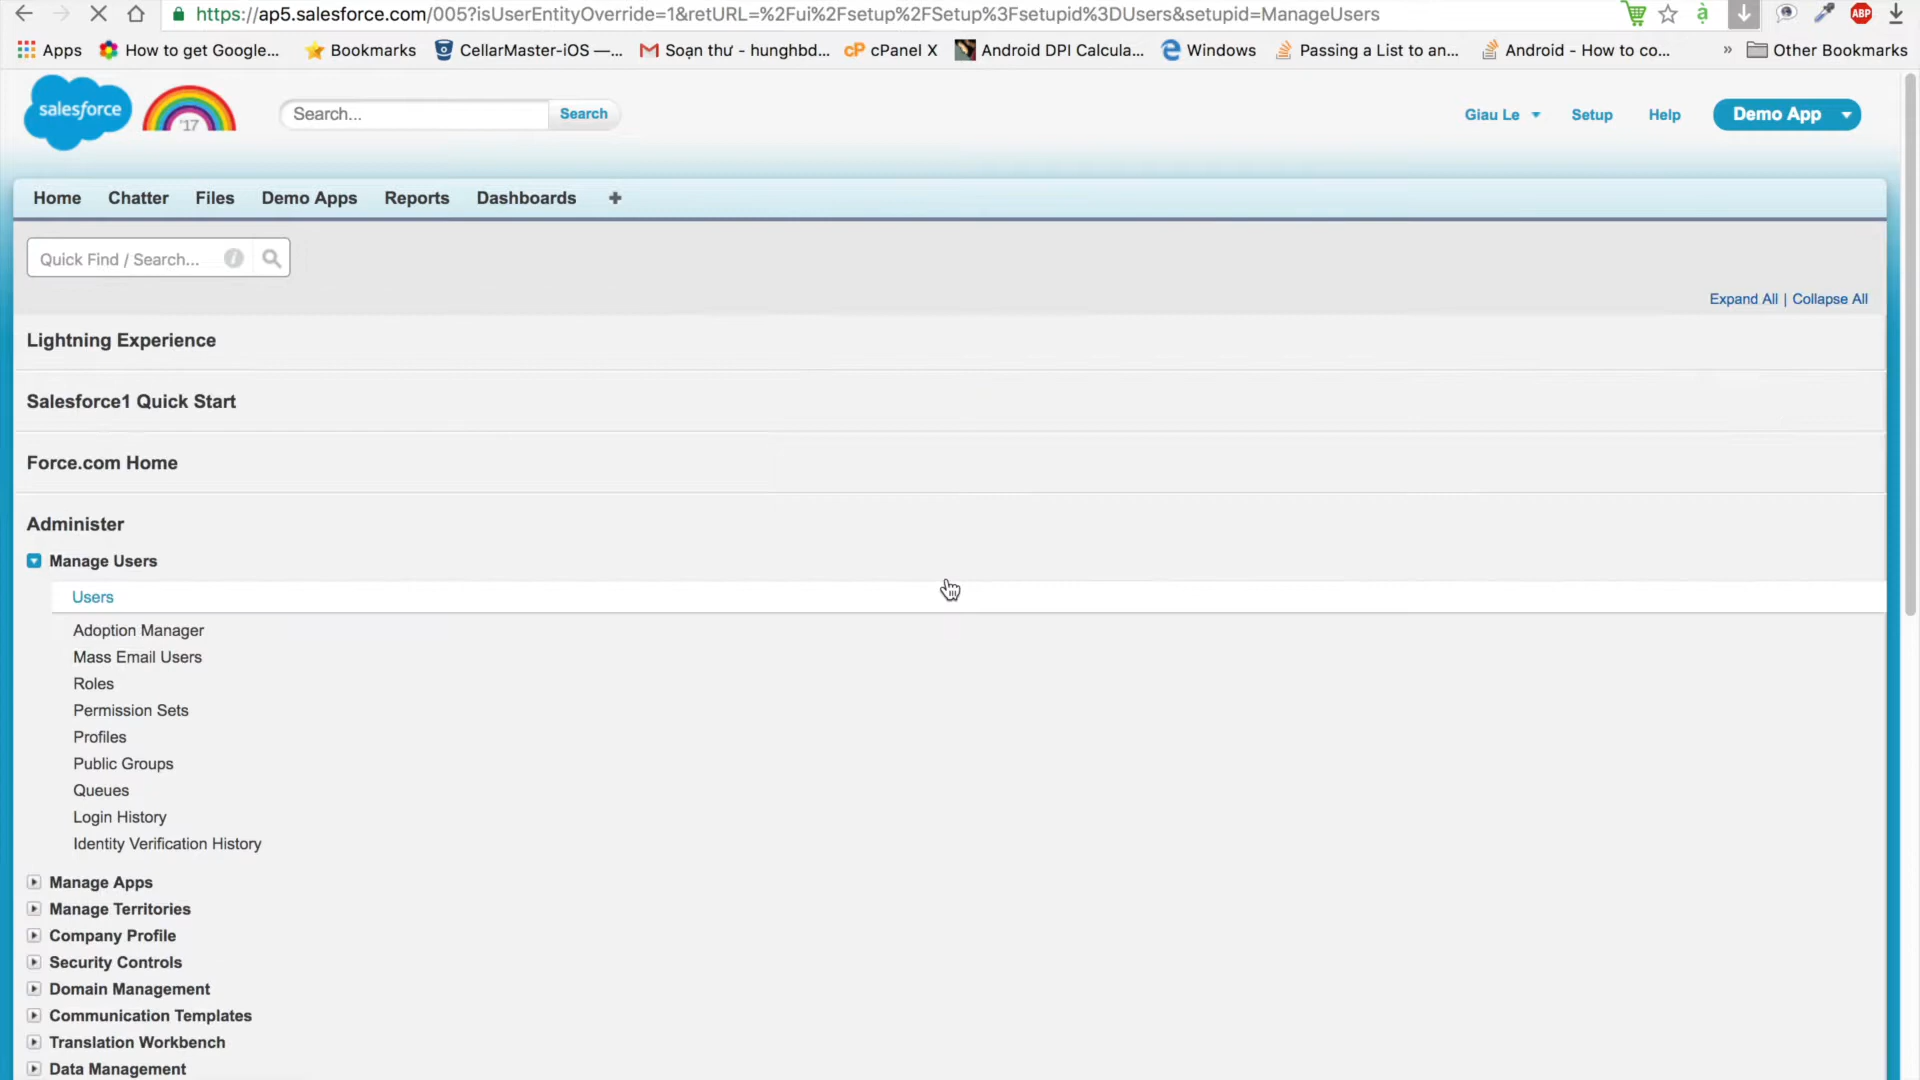 https://ap5.salesforce.com/005?isUserEntityOverride=1&retURL=%2Fui%2Fsetup%2FSetup%3Fsetupid%3DUsers&setupid=ManageUsers
ABP
Apps How to get Google... Bookmarks CellarMaster-iOS —... Soạn thư - hunghbd... cP cPanel X Android DPI Calcula... Windows Passing a List to an... Android - How to co... » Other Bookmarks
salesforce '17 Search... Search Giau Le Setup Help Demo App
Home Chatter Files Demo Apps Reports Dashboards +
Quick Find / Search...
Expand All | Collapse All
Lightning Experience
Salesforce1 Quick Start
Force.com Home
Administer
Manage Users
Users
Adoption Manager
Mass Email Users
Roles
Permission Sets
Profiles
Public Groups
Queues
Login History
Identity Verification History
Manage Apps
Manage Territories
Company Profile
Security Controls
Domain Management
Communication Templates
Translation Workbench
Data Management